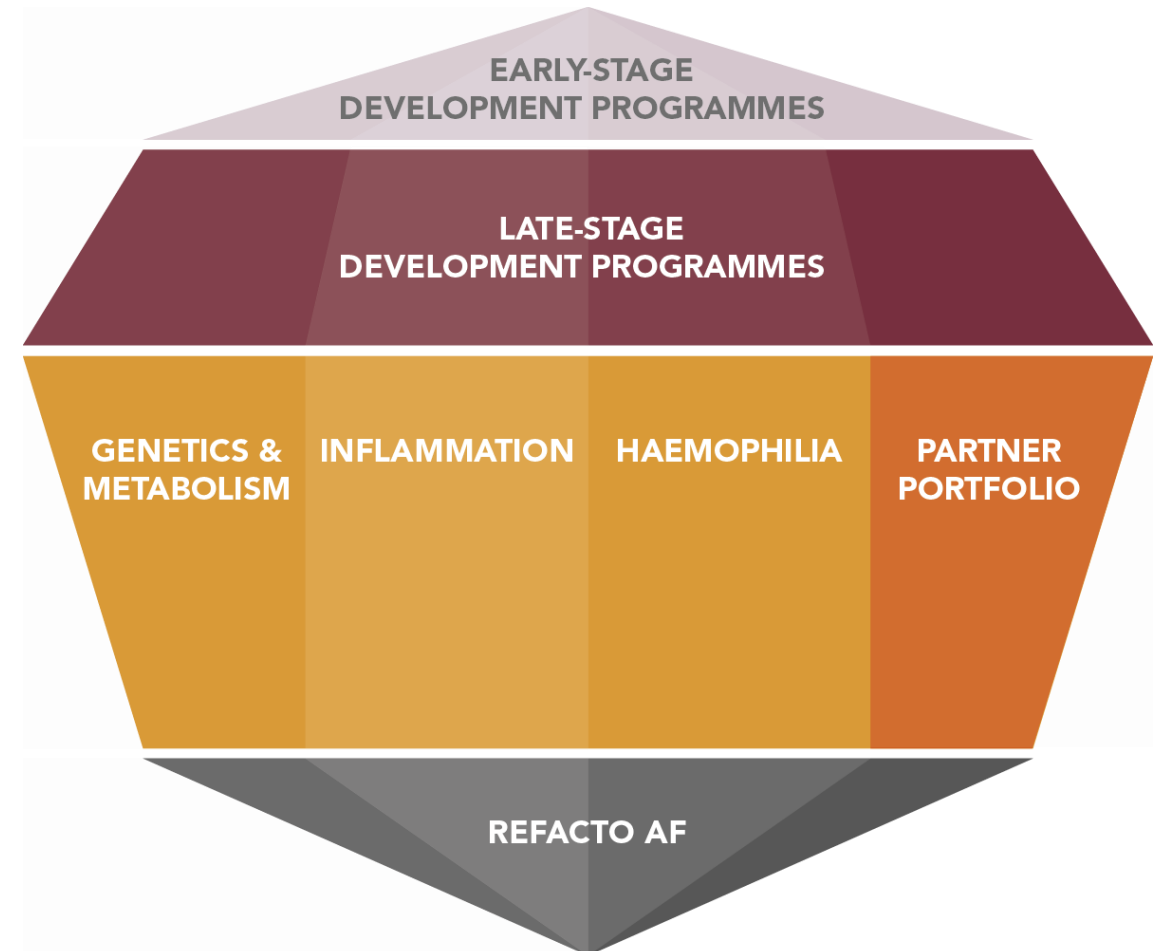 EARLY-STAGE
DEVELOPMENT PROGRAMMES
LATE-STAGE
DEVELOPMENT PROGRAMMES
GENETICS &
METABOLISM
INFLAMMATION
HAEMOPHILIA
PARTNER
PORTFOLIO
REFACTO AF